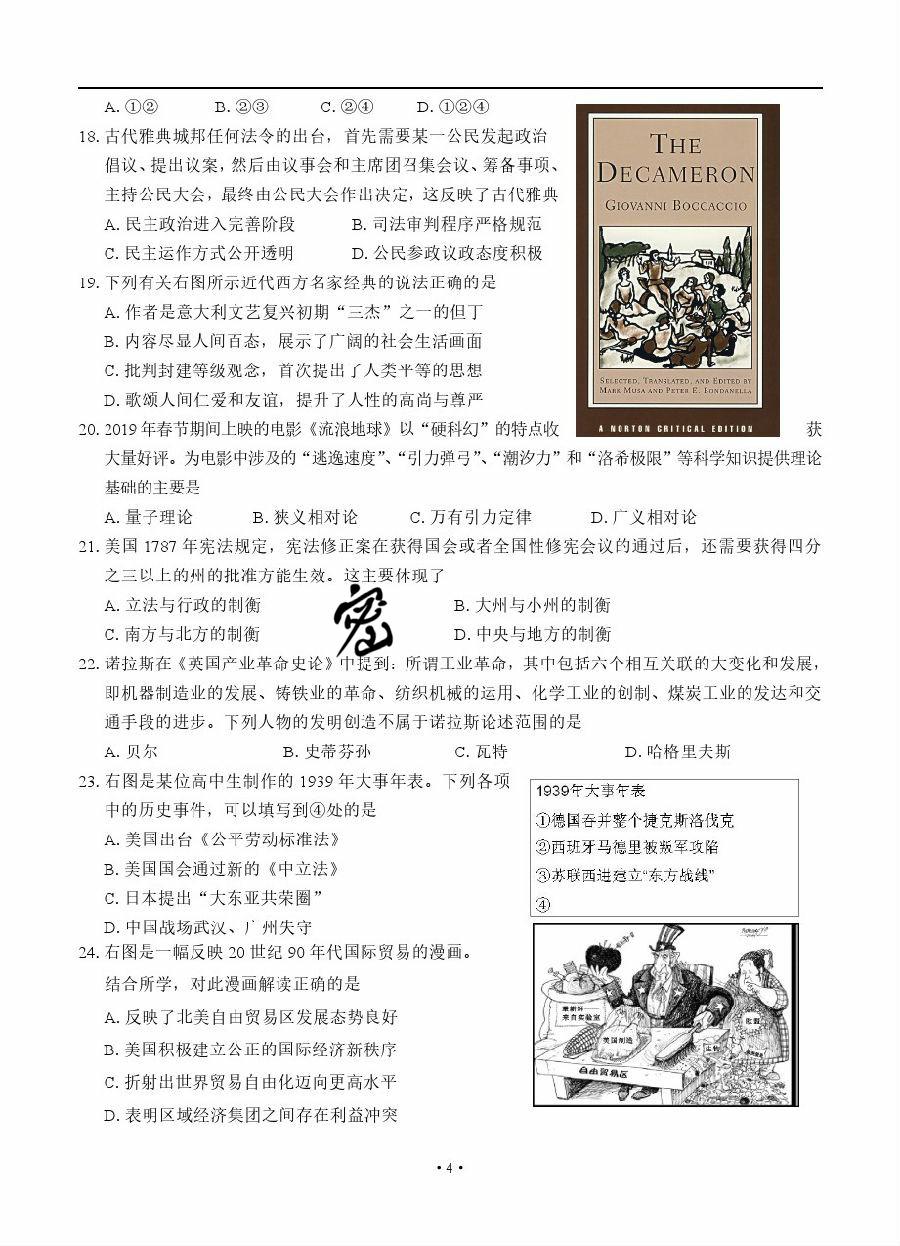 A. ①② B. ②③ C. ②④ D. ①②④
18. 古代雅典城邦任何法令的出台，首先需要某一公民发起政治
倡议、提出议案，然后由议事会和主席团召集会议、筹备事项、
主持公民大会，最终由公民大会作出决定，这反映了古代雅典
A. 民主政治进入完善阶段 B. 司法审判程序严格规范
C. 民主运作方式公开透明 D. 公民参政议政态度积极
19. 下列有关右图所示近代西方名家经典的说法正确的是
A. 作者是意大利文艺复兴初期“三杰”之一的但丁
B. 内容尽显人间百态，展示了广阔的社会生活画面
C. 批判封建等级观念，首次提出了人类平等的思想
D. 歌颂人间仁爱和友谊，提升了人性的高尚与尊严
THE
DECAMERON
GIOVANNI BOCCACCIO
SELECTED, TRANSLATED, AND EDITED BY
MARK MUSA AND PETER E. BONDANELLA
A NORTON CRITICAL EDITION
20. 2019 年春节期间上映的电影《流浪地球》以“硬科幻”的特点收获
大量好评。为电影中涉及的“逃逸速度”、“引力弹弓”、“潮汐力”和“洛希极限”等科学知识提供理论
基础的主要是
A. 量子理论 B. 狭义相对论 C. 万有引力定律 D. 广义相对论
21. 美国 1787 年宪法规定，宪法修正案在获得国会或者全国性修宪会议的通过后，还需要获得四分
之三以上的州的批准方能生效。这主要体现了
A. 立法与行政的制衡 B. 大州与小州的制衡
C. 南方与北方的制衡 D. 中央与地方的制衡
密
22. 诺拉斯在《英国产业革命史论》中提到：所谓工业革命，其中包括六个相互关联的大变化和发展，
即机器制造业的发展、铸铁业的革命、纺织机械的运用、化学工业的创制、煤炭工业的发达和交
通手段的进步。下列人物的发明创造不属于诺拉斯论述范围的是
A. 贝尔 B. 史蒂芬孙 C. 瓦特 D. 哈格里夫斯
23. 右图是某位高中生制作的 1939 年大事年表。下列各项
中的历史事件，可以填写到④处的是
A. 美国出台《公平劳动标准法》
B. 美国国会通过新的《中立法》
C. 日本提出“大东亚共荣圈”
D. 中国战场武汉、广州失守
1939年大事年表
①德国吞并整个捷克斯洛伐克
②西班牙马德里被叛军攻陷
③苏联西进建立“东方战线”
④
24. 右图是一幅反映 20 世纪 90 年代国际贸易的漫画。
结合所学，对此漫画解读正确的是
A. 反映了北美自由贸易区发展态势良好
B. 美国积极建立公正的国际经济新秩序
C. 折射出世界贸易自由化迈向更高水平
D. 表明区域经济集团之间存在利益冲突
来自实验室
美国制造
自由贸易区
• 4 •